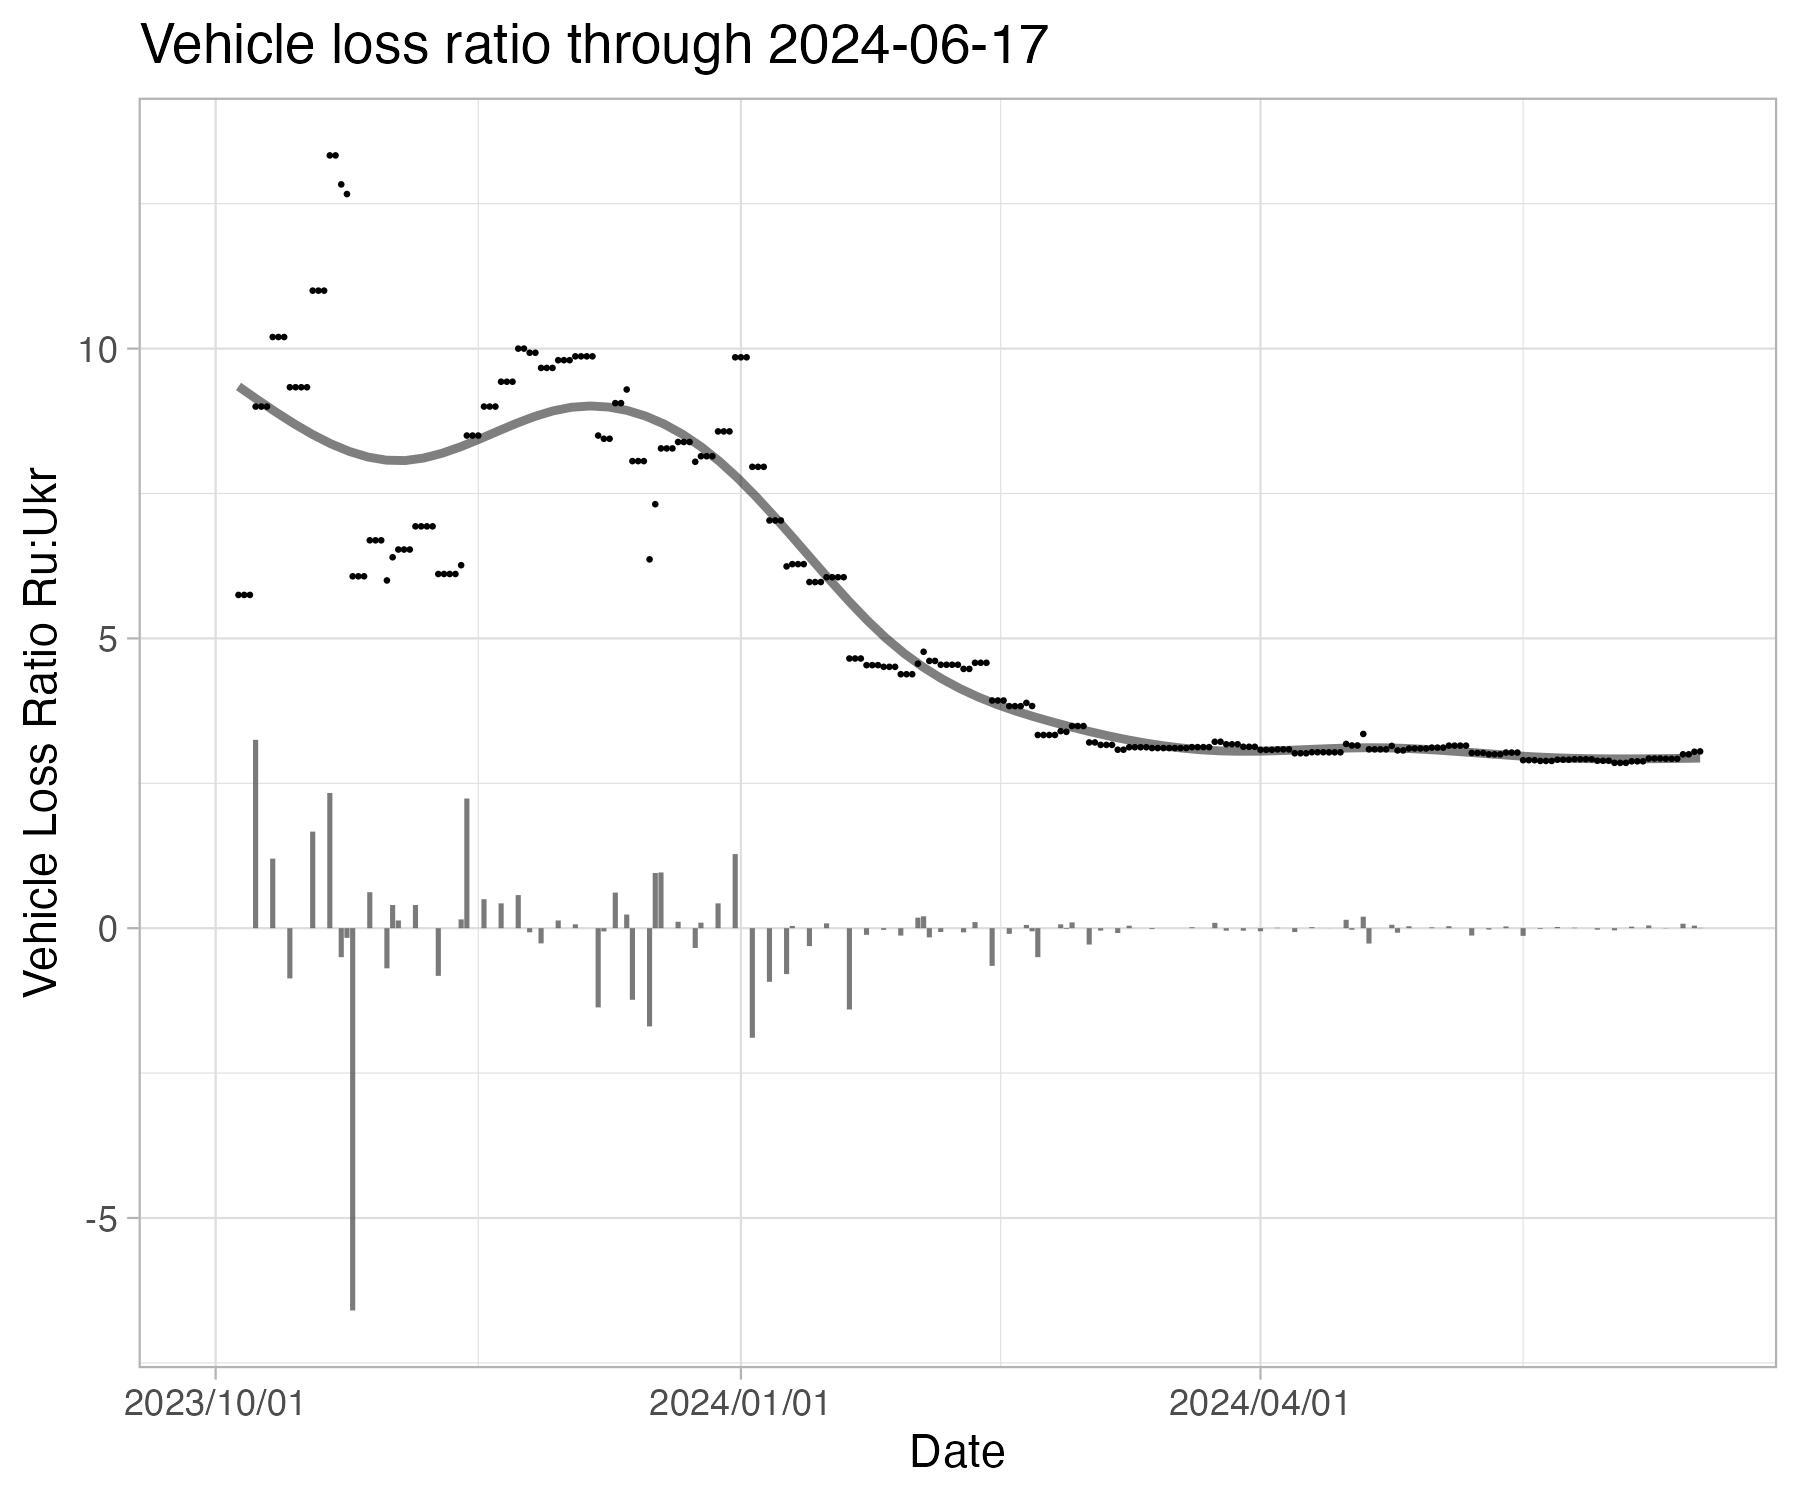 Vehicle loss ratio through 2024-06-17
Vehicle Loss Ratio Ru:Ukr
10
5
0
-5
2023/10/01
2024/01/01
2024/04/01
Date